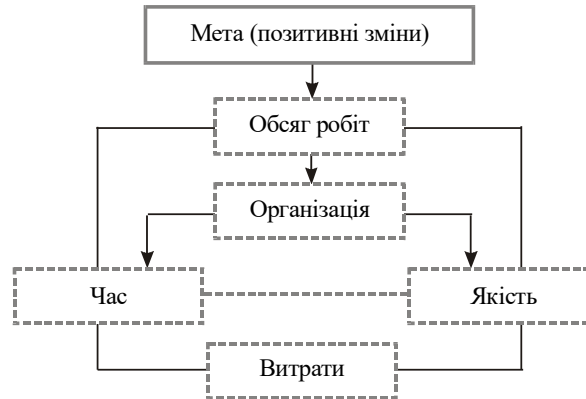 Мета (позитивні зміни)
Обсяг робіт
Організація
Час
Якість
Витрати